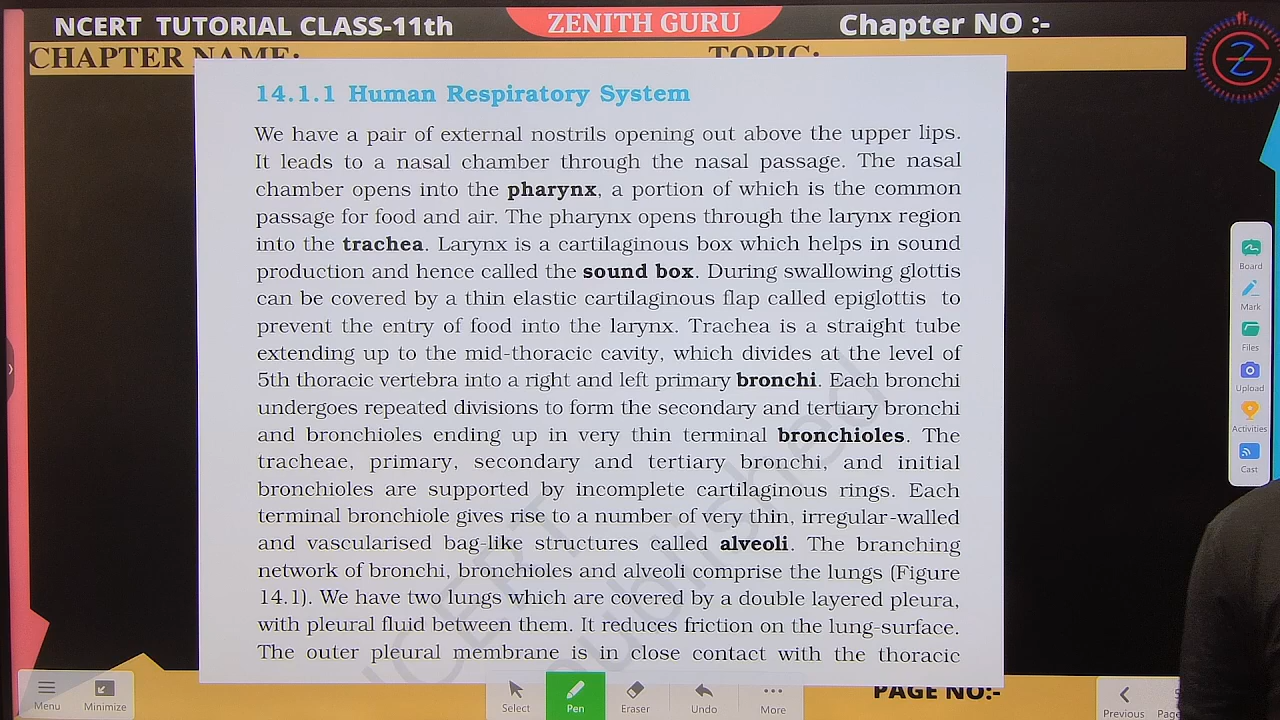 NCERT TUTORIAL CLASS-11th
ZENITH GURU
Chapter NO :-
CHAPTER NAME:
TOPIC:
14.1.1 Human Respiratory System
We have a pair of external nostrils opening out above the upper lips.
It leads to a nasal chamber through the nasal passage. The nasal
chamber opens into the pharynx, a portion of which is the common
passage for food and air. The pharynx opens through the larynx region
into the trachea. Larynx is a cartilaginous box which helps in sound
production and hence called the sound box. During swallowing glottis
can be covered by a thin elastic cartilaginous flap called epiglottis to
prevent the entry of food into the larynx. Trachea is a straight tube
extending up to the mid-thoracic cavity, which divides at the level of
5th thoracic vertebra into a right and left primary bronchi. Each bronchi
undergoes repeated divisions to form the secondary and tertiary bronchi
and bronchioles ending up in very thin terminal bronchioles. The
tracheae, primary, secondary and tertiary bronchi, and initial
bronchioles are supported by incomplete cartilaginous rings. Each
terminal bronchiole gives rise to a number of very thin, irregular-walled
and vascularised bag-like structures called alveoli. The branching
network of bronchi, bronchioles and alveoli comprise the lungs (Figure
14.1). We have two lungs which are covered by a double layered pleura,
with pleural fluid between them. It reduces friction on the lung-surface.
The outer pleural membrane is in close contact with the thoracic
NCERT
published
Board
Mark
Files
Upload
Activities
Cast
Menu
Minimize
Select
Pen
Eraser
Undo
More
PAGE NO:-
Previous